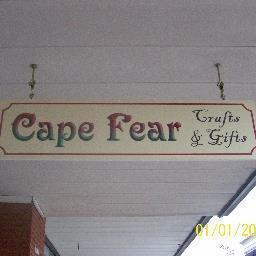 Cape Fear
Crafts
& Gifts
01/01/20